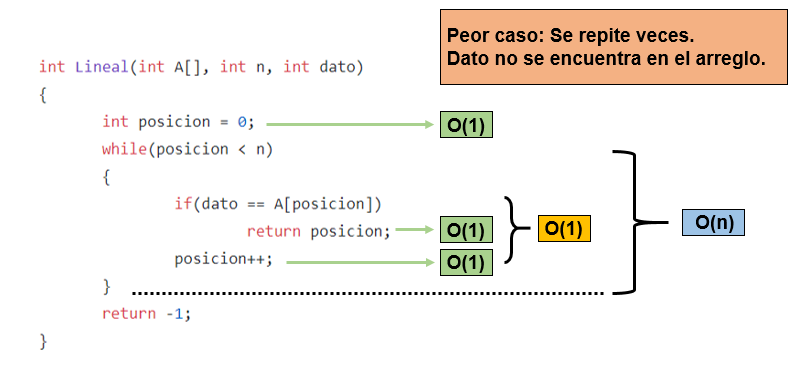 Peor caso: Se repite veces.
Dato no se encuentra en el arreglo.
int Lineal(int A[], int n, int dato)
{
int posicion = 0;
O(1)
while(posicion < n)
{
if(dato == A[posicion])
return posicion;
O(1)
O(1)
O(n)
posicion++;
O(1)
}
return -1;
}